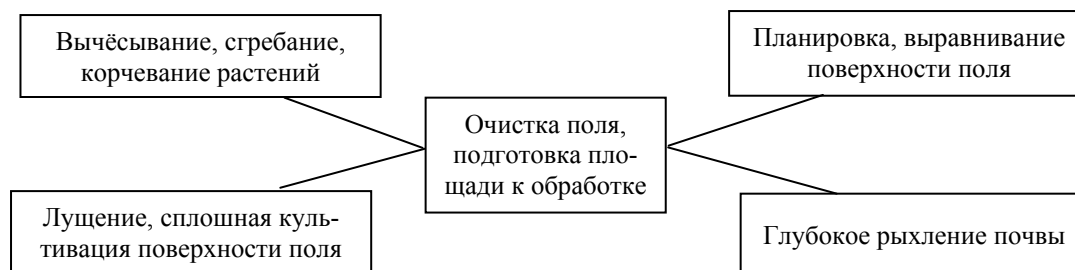 Вычёсывание, сгребание,
корчевание растений
Планировка, выравнивание
поверхности поля
Очистка поля,
подготовка пло-
щади к обработке
Лущение, сплошная куль-
тивация поверхности поля
Глубокое рыхление почвы